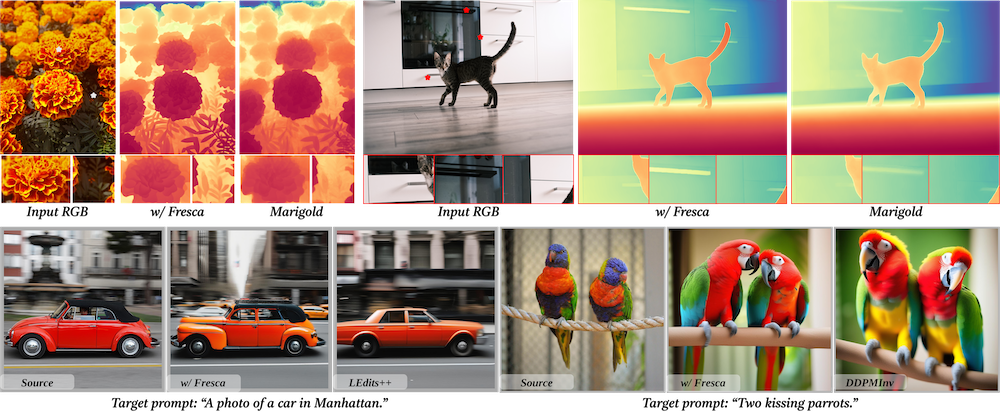 Input RGB
w/ Fresca
Marigold
Input RGB
w/ Fresca
Marigold
Source
w/ Fresca
LEdits++
Source
w/ Fresca
DDPMInv
Target prompt: “A photo of a car in Manhattan.”
Target prompt: “Two kissing parrots.”